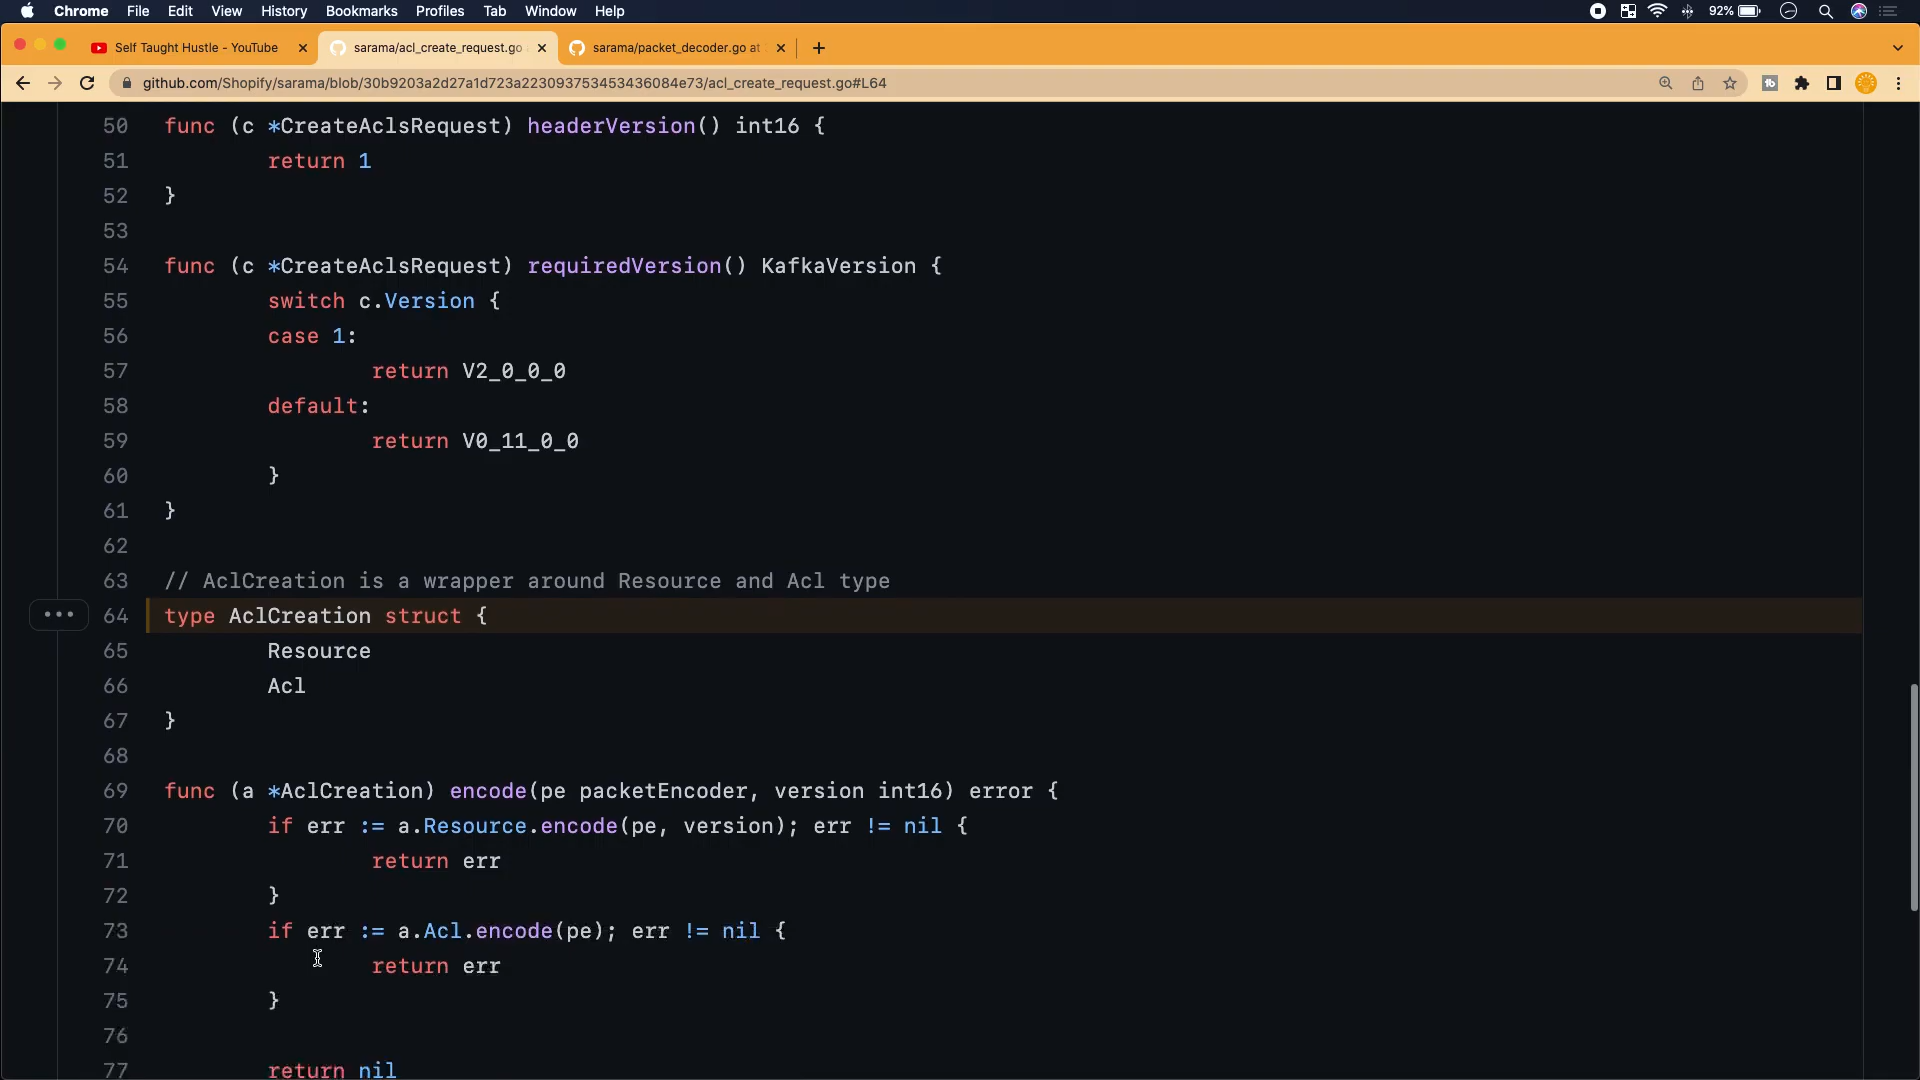 Chrome File Edit View History Bookmarks Profiles Tab Window Help 92%
Self Taught Hustle - YouTube sarama/acl_create_request.go sarama/packet_decoder.go at
github.com/Shopify/sarama/blob/30b9203a2d27a1d723a223093753453436084e73/acl_create_request.go#L64
50 func (c *CreateAclsRequest) headerVersion() int16 {
51 return 1
52 }
53
54 func (c *CreateAclsRequest) requiredVersion() KafkaVersion {
55 switch c.Version {
56 case 1:
57 return V2_0_0_0
58 default:
59 return V0_11_0_0
60 }
61 }
62
63 // AclCreation is a wrapper around Resource and Acl type
64 type AclCreation struct {
65 Resource
66 Acl
67 }
68
69 func (a *AclCreation) encode(pe packetEncoder, version int16) error {
70 if err := a.Resource.encode(pe, version); err != nil {
71 return err
72 }
73 if err := a.Acl.encode(pe); err != nil {
74 return err
75 }
76
77 return nil